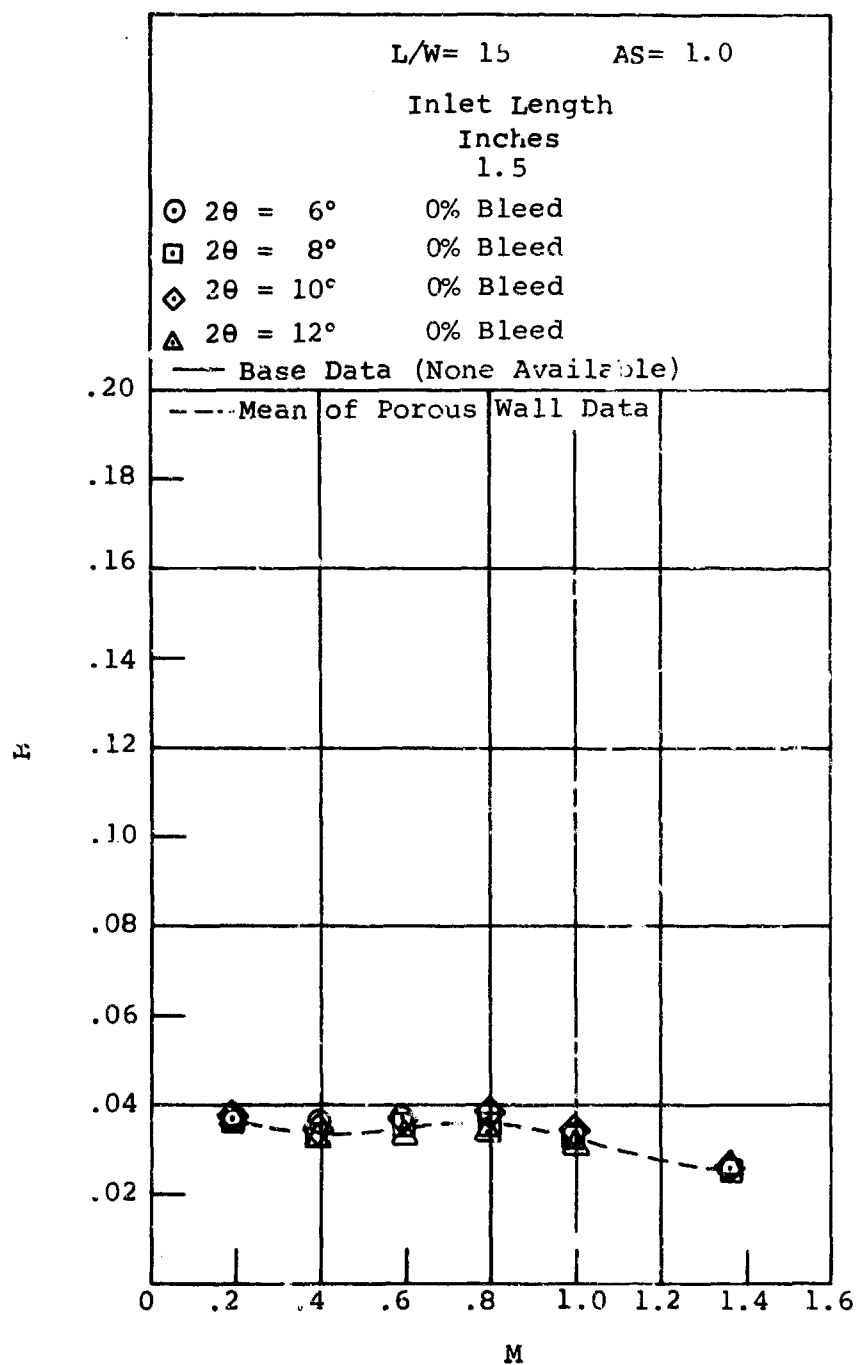 L/W= 15 AS= 1.0
Inlet Length
Inches
1.5
2θ = 6° 0% Bleed
2θ = 8° 0% Bleed
2θ = 10° 0% Bleed
2θ = 12° 0% Bleed
Base Data (None Available)
Mean of Porous Wall Data
.20
.18
.16
.14
.12
.10
.08
.06
.04
.02
B
0 .2 .4 .6 .8 1.0 1.2 1.4 1.6
M